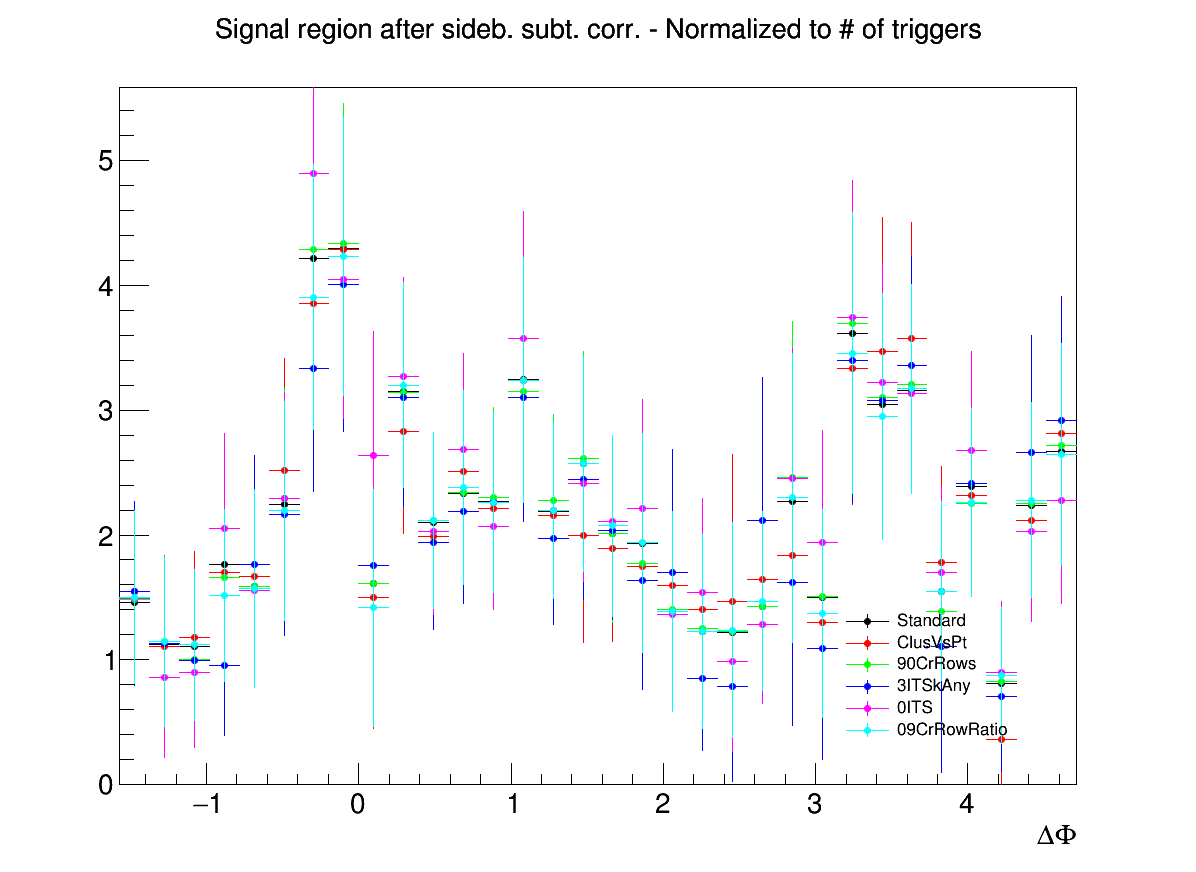 Signal region after sideb. subt. corr. - Normalized to # of triggers
5
4
3
2
1
0
Standard
ClusVsPt
90CrRows
3ITSkAny
0ITS
09CrRowRatio
−1 0 1 2 3 4
ΔΦ